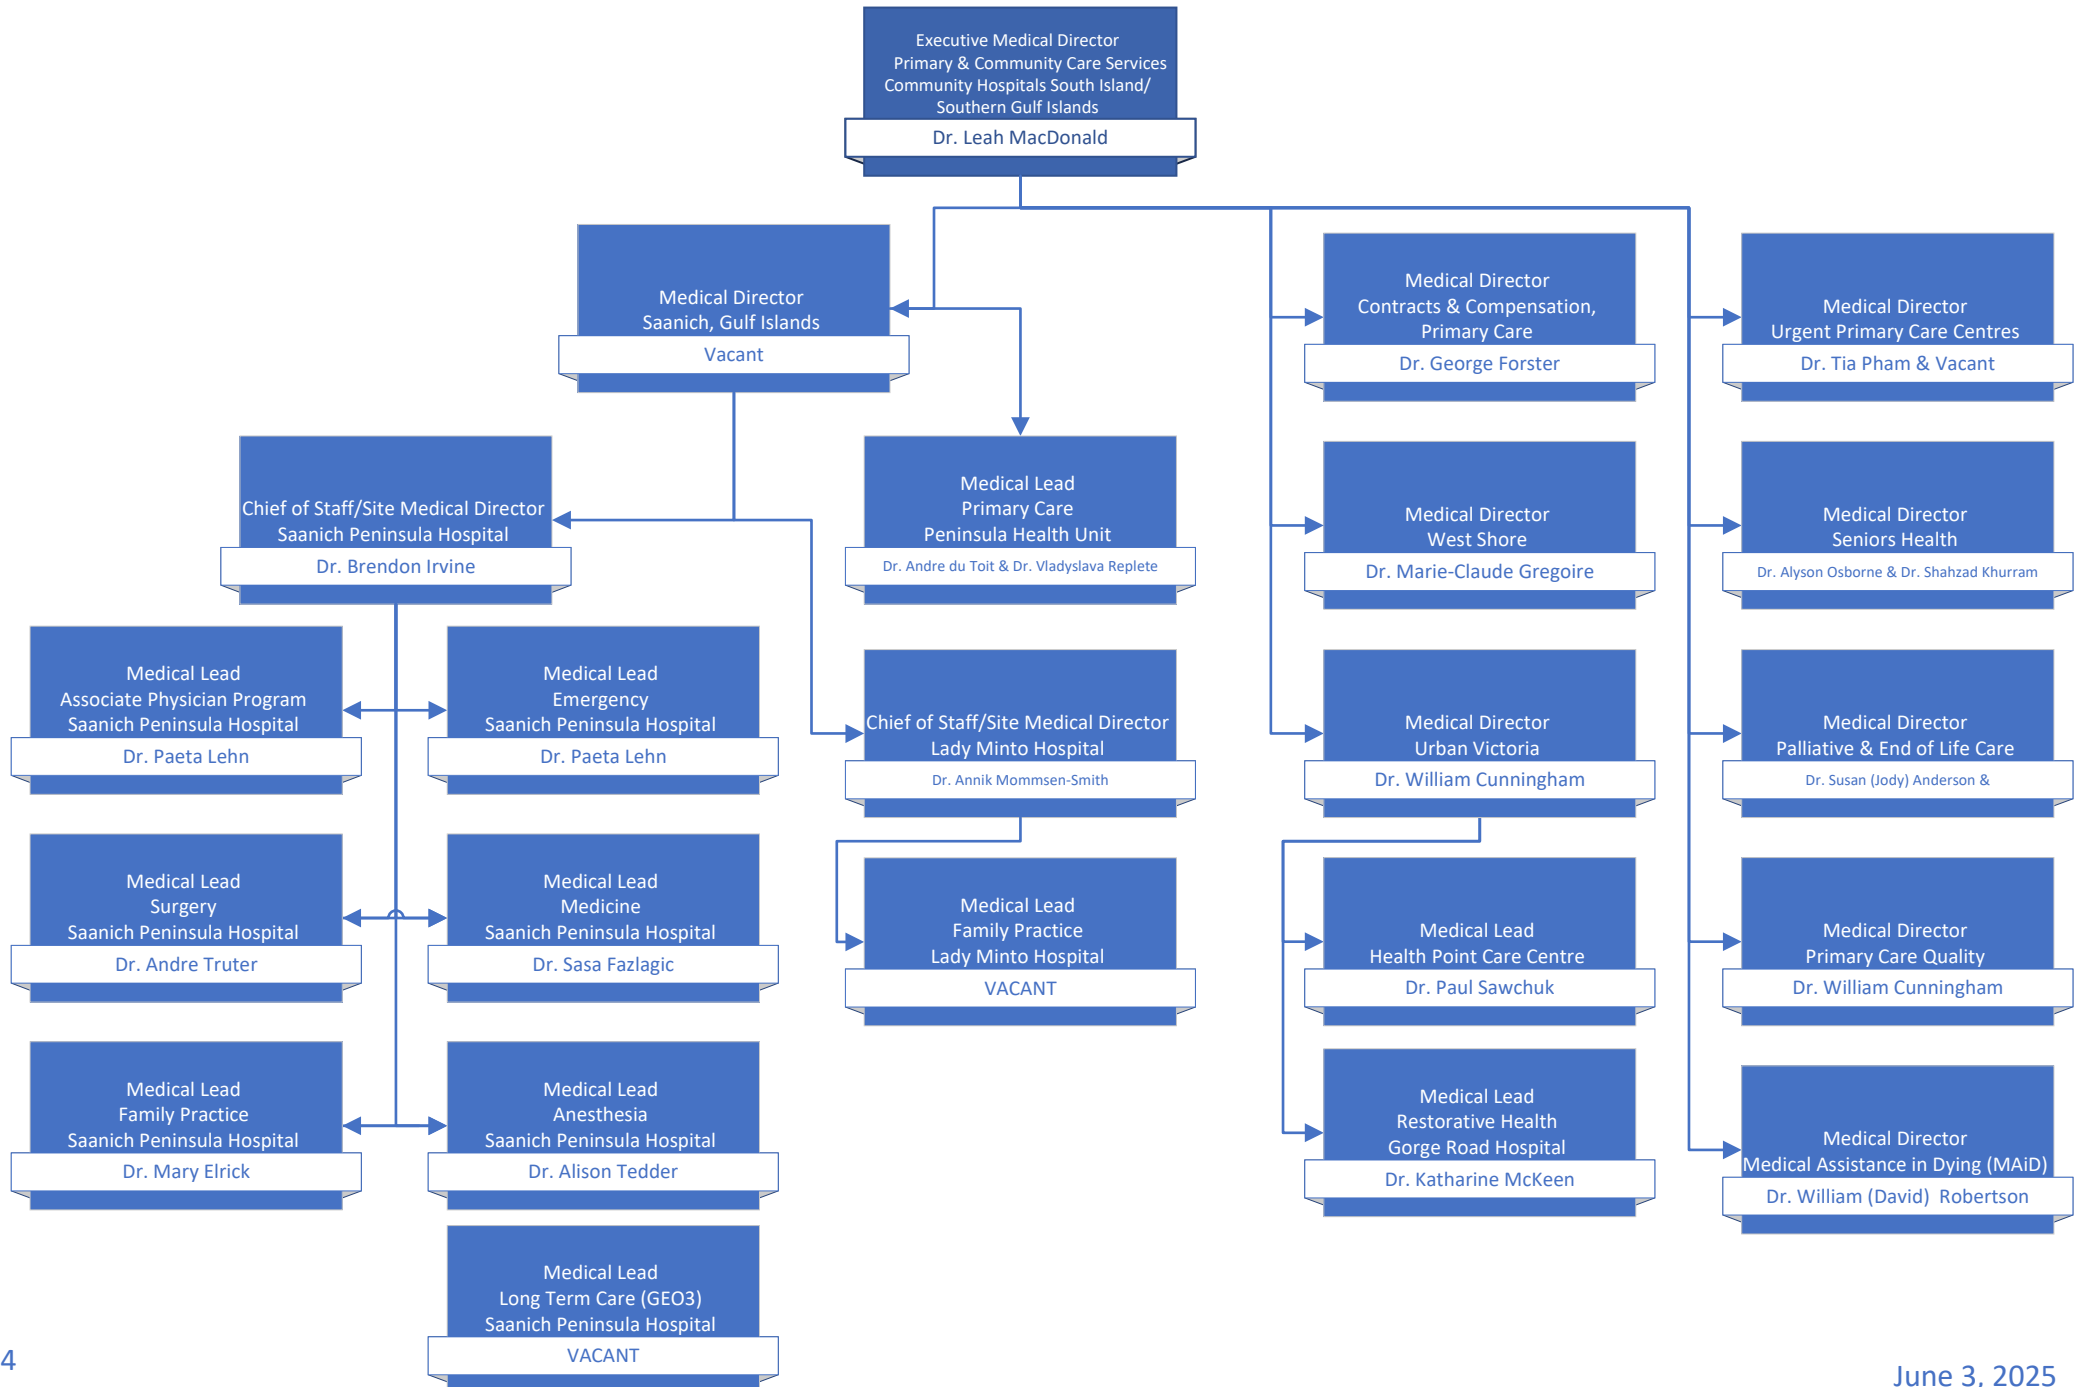 Executive Medical Director
Primary & Community Care Services
Community Hospitals South Island/
Southern Gulf Islands
Dr. Leah MacDonald
Medical Director
Saanich, Gulf Islands
Vacant
Medical Director
Contracts & Compensation,
Primary Care
Dr. George Forster
Medical Director
Urgent Primary Care Centres
Dr. Tia Pham & Vacant
Chief of Staff/Site Medical Director
Saanich Peninsula Hospital
Dr. Brendon Irvine
Medical Lead
Primary Care
Peninsula Health Unit
Dr. Andre du Toit & Dr. Vladyslava Replete
Medical Director
West Shore
Dr. Marie-Claude Gregoire
Medical Director
Seniors Health
Dr. Alyson Osborne & Dr. Shahzad Khurram
Medical Lead
Associate Physician Program
Saanich Peninsula Hospital
Dr. Paeta Lehn
Medical Lead
Emergency
Saanich Peninsula Hospital
Dr. Paeta Lehn
Chief of Staff/Site Medical Director
Lady Minto Hospital
Dr. Annik Mommsen-Smith
Medical Director
Urban Victoria
Dr. William Cunningham
Medical Director
Palliative & End of Life Care
Dr. Susan (Jody) Anderson &
Medical Lead
Surgery
Saanich Peninsula Hospital
Dr. Andre Truter
Medical Lead
Medicine
Saanich Peninsula Hospital
Dr. Sasa Fazlagic
Medical Lead
Family Practice
Lady Minto Hospital
VACANT
Medical Lead
Health Point Care Centre
Dr. Paul Sawchuk
Medical Director
Primary Care Quality
Dr. William Cunningham
Medical Lead
Family Practice
Saanich Peninsula Hospital
Dr. Mary Elrick
Medical Lead
Anesthesia
Saanich Peninsula Hospital
Dr. Alison Tedder
Medical Lead
Restorative Health
Gorge Road Hospital
Dr. Katharine McKeen
Medical Director
Medical Assistance in Dying (MAiD)
Dr. William (David) Robertson
Medical Lead
Long Term Care (GEO3)
Saanich Peninsula Hospital
VACANT
4
June 3, 2025